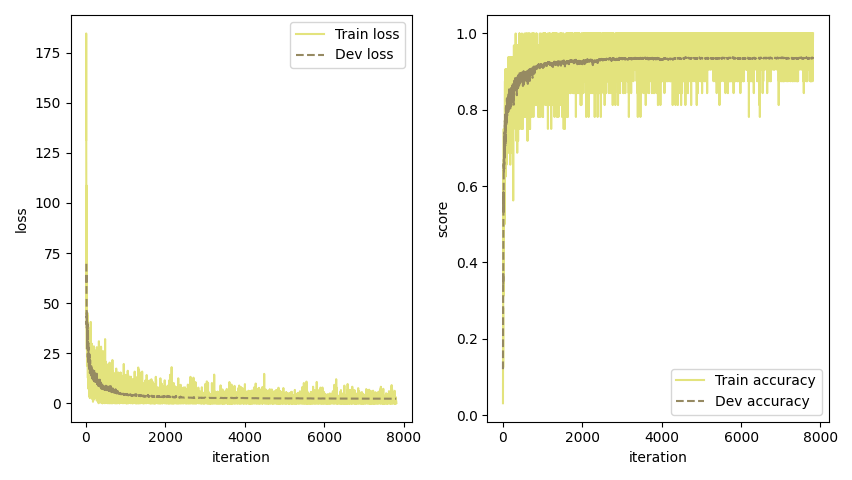 175
150
125
100
75
50
25
0
loss
0 2000 4000 6000 8000
iteration
Train loss
Dev loss
1.0
0.8
0.6
0.4
0.2
0.0
score
0 2000 4000 6000 8000
iteration
Train accuracy
Dev accuracy